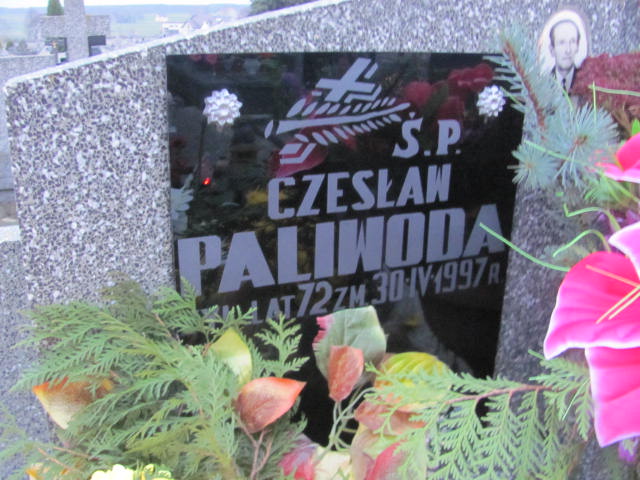 Ś.P.
CZESŁAW
PALIWODA
LAT 72 ZM. 30·IV·1997 R